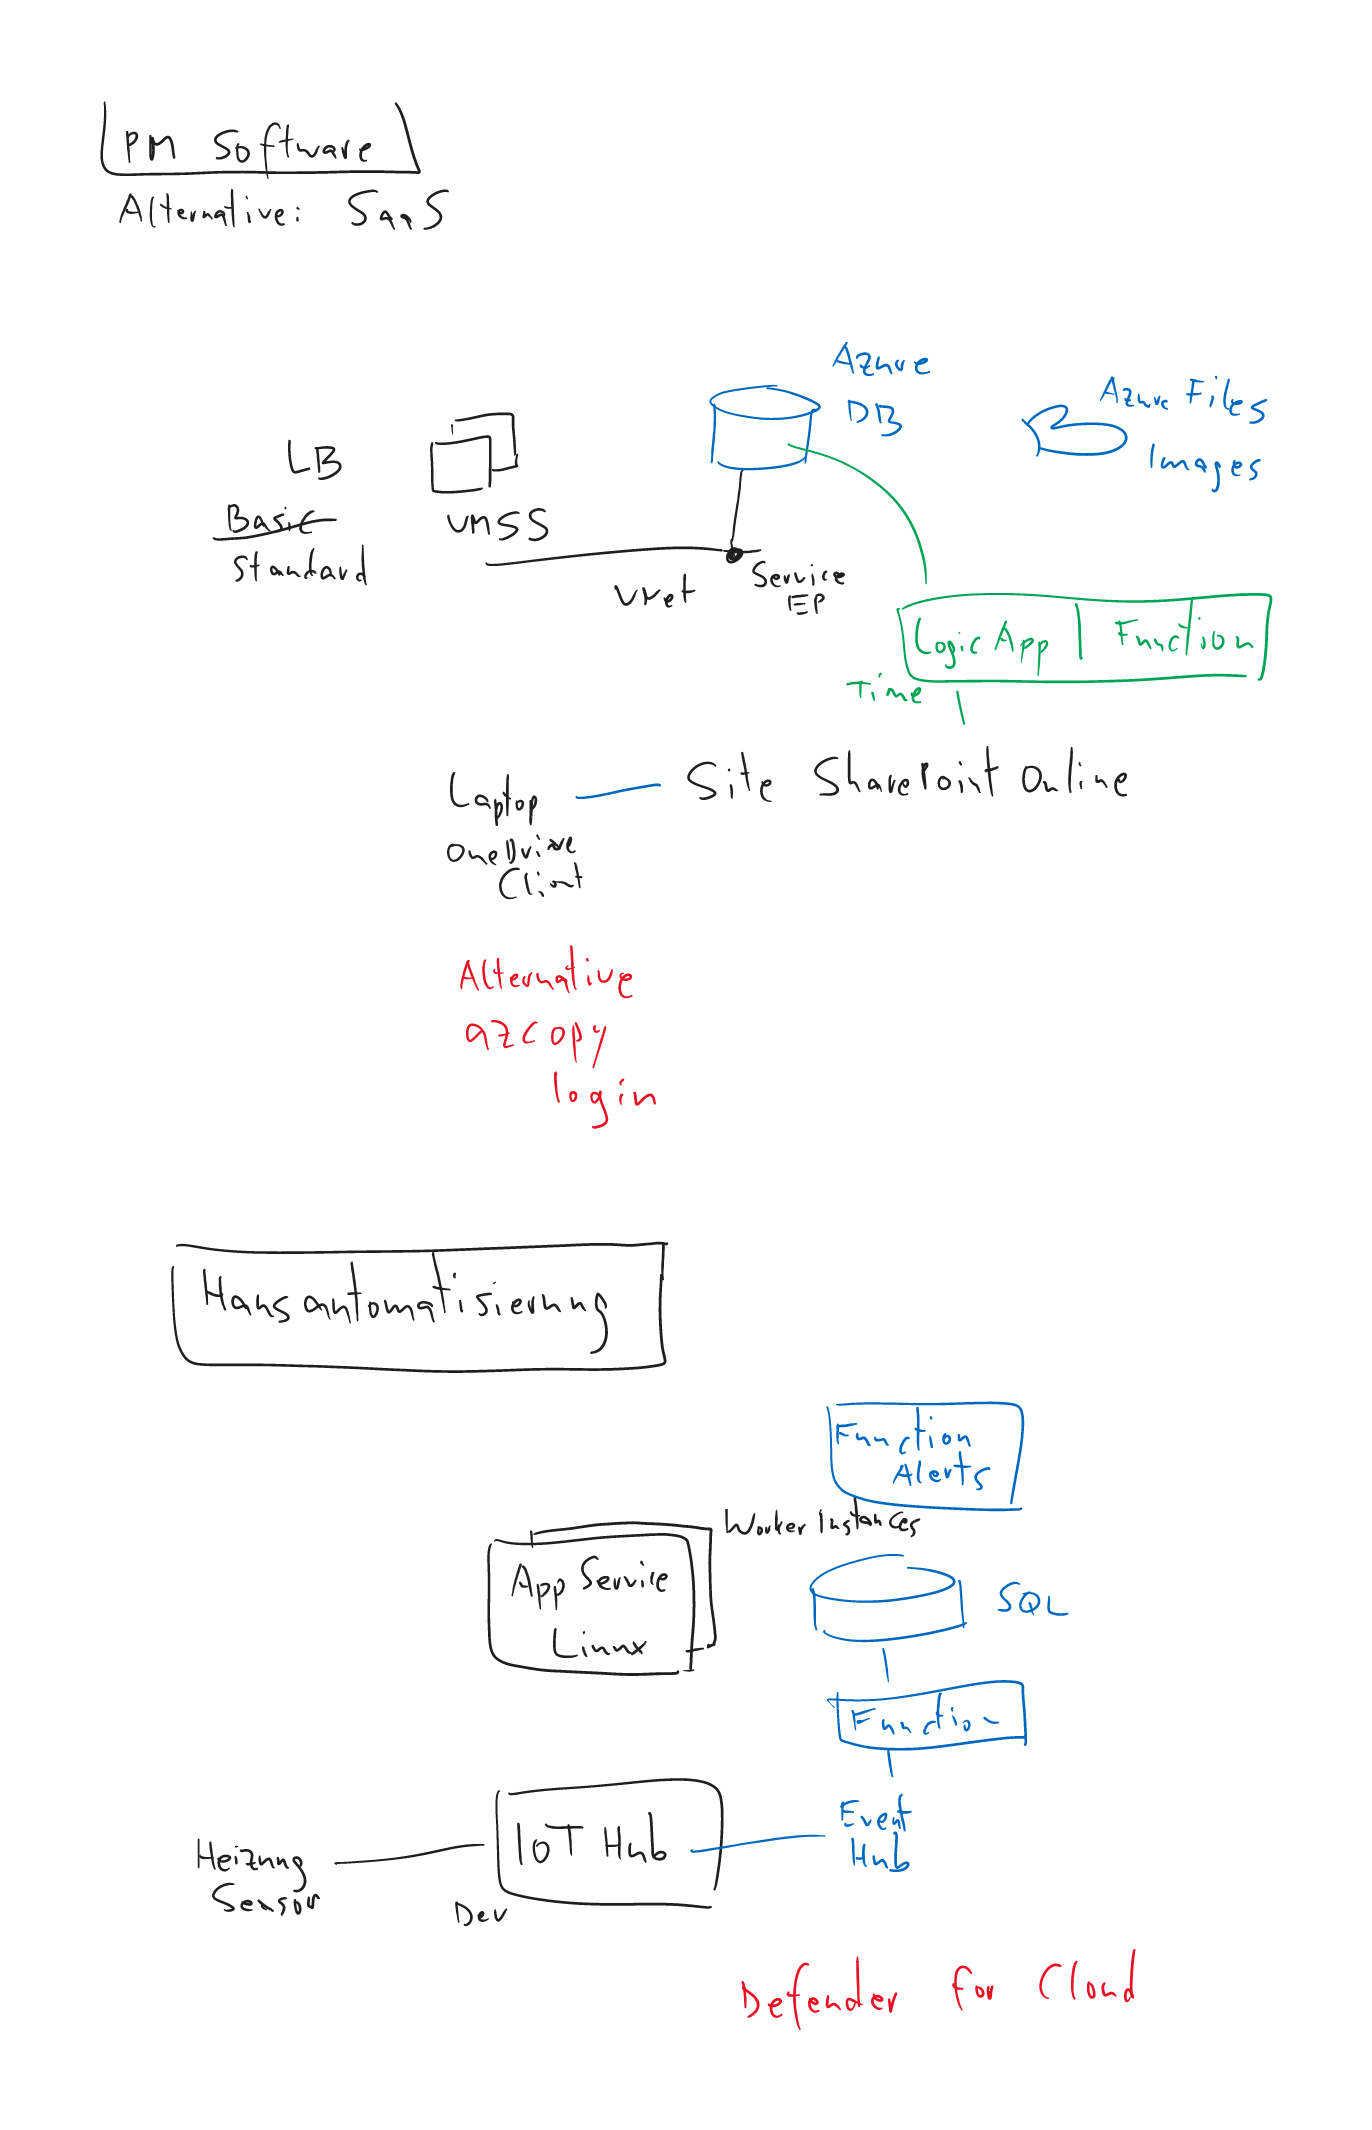 PM Software
Alternative: SaaS
Azure
DB
Azure Files
Images
LB
Basic
Standard
VMSS
Vnet
Service
EP
Logic App | Function
Time
Laptop
Site SharePoint Online
OneDrive
Client
Alternative
azcopy
login
Hausautomatisierung
Function
Alerts
Worker Instances
App Service
Linux
SQL
Function
Event
Hub
IoT Hub
Heizung
Sensor
Dev
Defender for Cloud